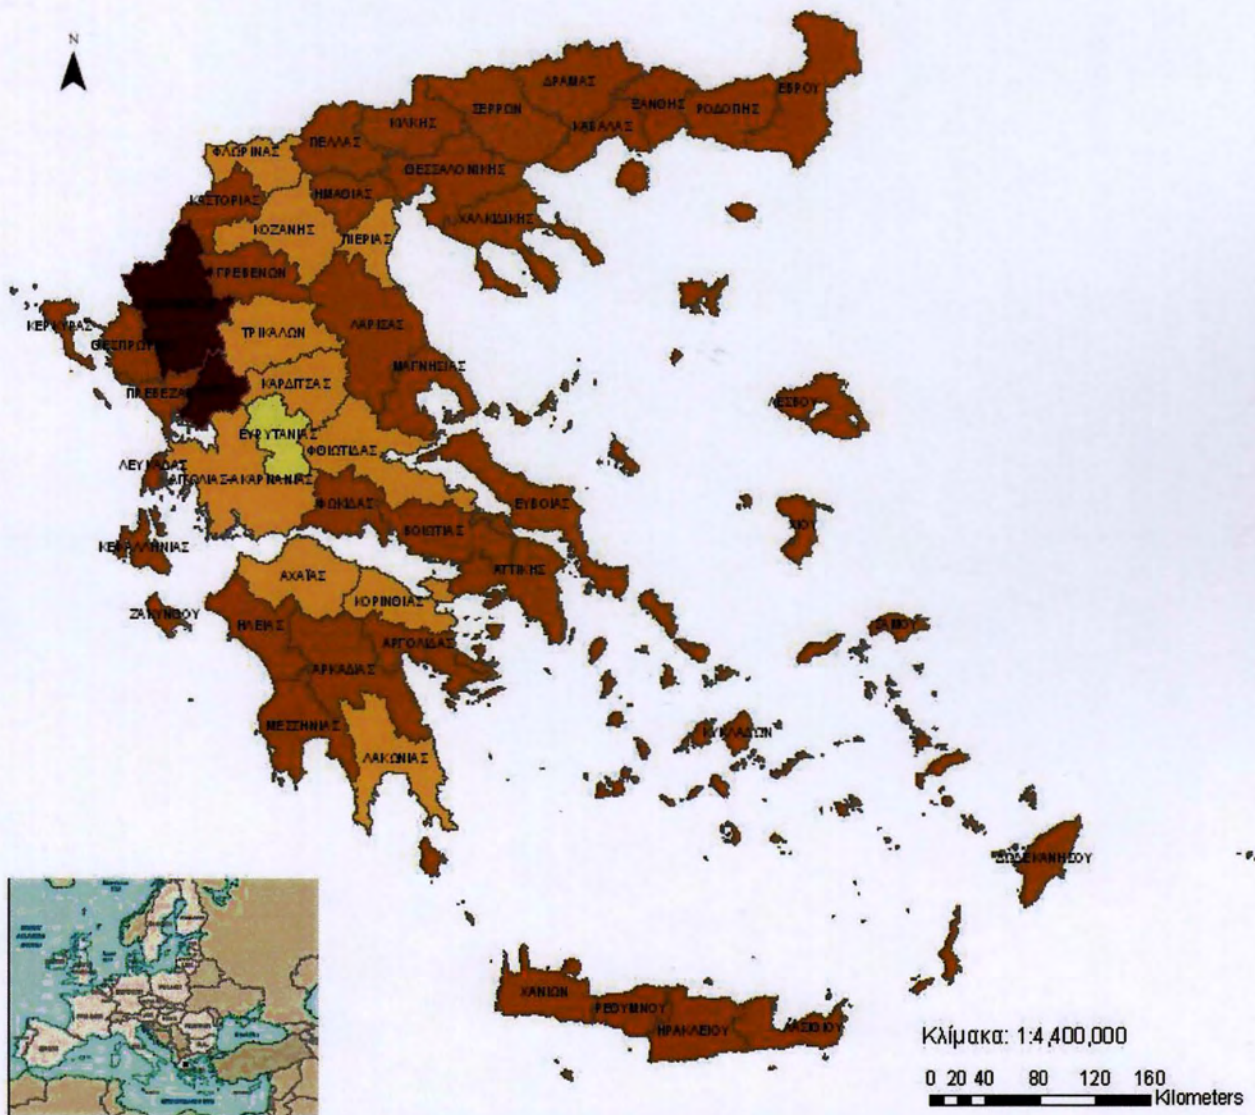 N
ΔΡΑΜΑΣ
ΕΒΡΟΥ
ΞΑΝΘΗΣ
ΡΟΔΟΠΗΣ
ΣΕΡΡΩΝ
ΚΙΛΚΗΣ
ΚΑΒΑΛΑΣ
ΠΕΛΛΑΣ
ΦΛΩΡΙΝΑΣ
ΘΕΣΣΑΛΟΝΙΚΗΣ
ΗΜΑΘΙΑΣ
ΚΑΣΤΟΡΙΑΣ
ΧΑΛΚΙΔΙΚΗΣ
ΚΟΖΑΝΗΣ
ΠΙΕΡΙΑΣ
ΓΡΕΒΕΝΩΝ
ΚΕΡΚΥΡΑΣ
ΛΑΡΙΣΑΣ
ΤΡΙΚΑΛΩΝ
ΜΑΓΝΗΣΙΑΣ
ΚΑΡΔΙΤΣΑΣ
ΠΡΕΒΕΖΑΣ
ΛΕΣΒΟΥ
ΕΥΡΥΤΑΝΙΑΣ
ΦΘΙΩΤΙΔΑΣ
ΛΕΥΚΑΔΑΣ
ΑΙΤΩΛΙΑΣ-ΑΚΑΡΝΑΝΙΑΣ
ΦΩΚΙΔΑΣ
ΕΥΒΟΙΑΣ
ΧΙΟΥ
ΒΟΙΩΤΙΑΣ
ΚΕΦΑΛΛΗΝΙΑΣ
ΑΤΤΙΚΗΣ
ΑΧΑΪΑΣ
ΚΟΡΙΝΘΙΑΣ
ΖΑΚΥΝΘΟΥ
ΗΛΕΙΑΣ
ΣΑΜΟΥ
ΑΡΓΟΛΙΔΑΣ
ΑΡΚΑΔΙΑΣ
ΜΕΣΣΗΝΙΑΣ
ΚΥΚΛΑΔΩΝ
ΛΑΚΩΝΙΑΣ
ΔΩΔΕΚΑΝΗΣΟΥ
ΧΑΝΙΩΝ
ΡΕΘΥΜΝΟΥ
ΗΡΑΚΛΕΙΟΥ
ΛΑΣΙΘΙΟΥ
Κλίμακα: 1:4,400,000
0 20 40 80 120 160
Kilometers